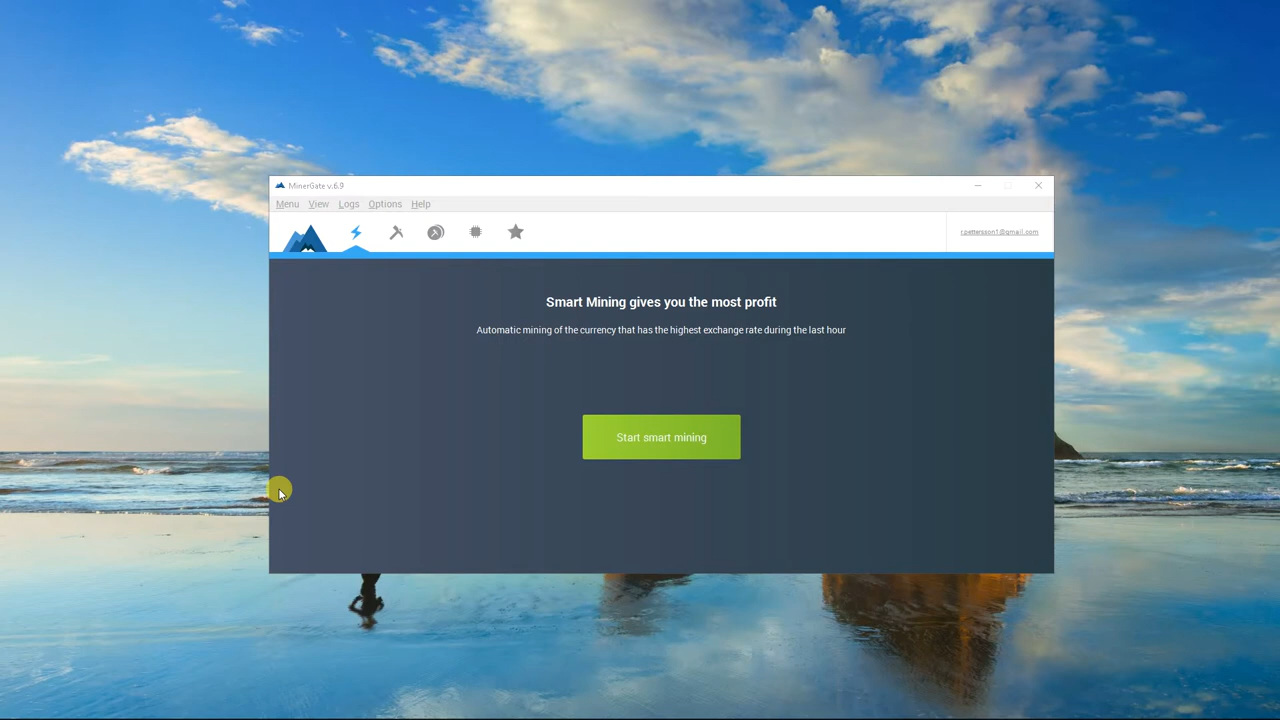 MinerGate v.6.9
Menu View Logs Options Help
r.pettersson1@gmail.com
Smart Mining gives you the most profit
Automatic mining of the currency that has the highest exchange rate during the last hour
Start smart mining